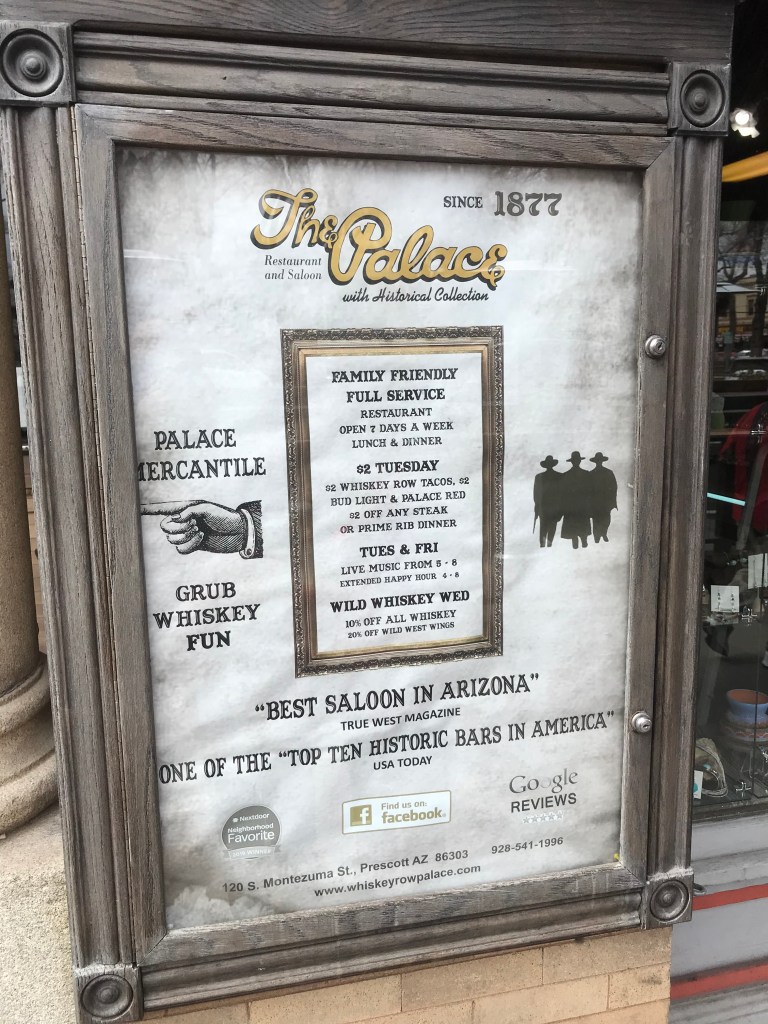 SINCE 1877
The Palace
Restaurant
and Saloon
with Historical Collection
FAMILY FRIENDLY
FULL SERVICE
RESTAURANT
OPEN 7 DAYS A WEEK
LUNCH & DINNER
$2 TUESDAY
$2 WHISKEY ROW TACOS, $2
BUD LIGHT & PALACE RED
$2 OFF ANY STEAK
OR PRIME RIB DINNER
TUES & FRI
LIVE MUSIC FROM 5 - 8
EXTENDED HAPPY HOUR 4 - 8
WILD WHISKEY WED
10% OFF ALL WHISKEY
20% OFF WILD WEST WINGS
PALACE
MERCANTILE
GRUB
WHISKEY
FUN
"BEST SALOON IN ARIZONA"
TRUE WEST MAGAZINE
ONE OF THE "TOP TEN HISTORIC BARS IN AMERICA"
USA TODAY
Nextdoor
Neighborhood
Favorite
Find us on:
facebook
Google
REVIEWS
120 S. Montezuma St., Prescott AZ 86303 928-541-1996
www.whiskeyrowpalace.com